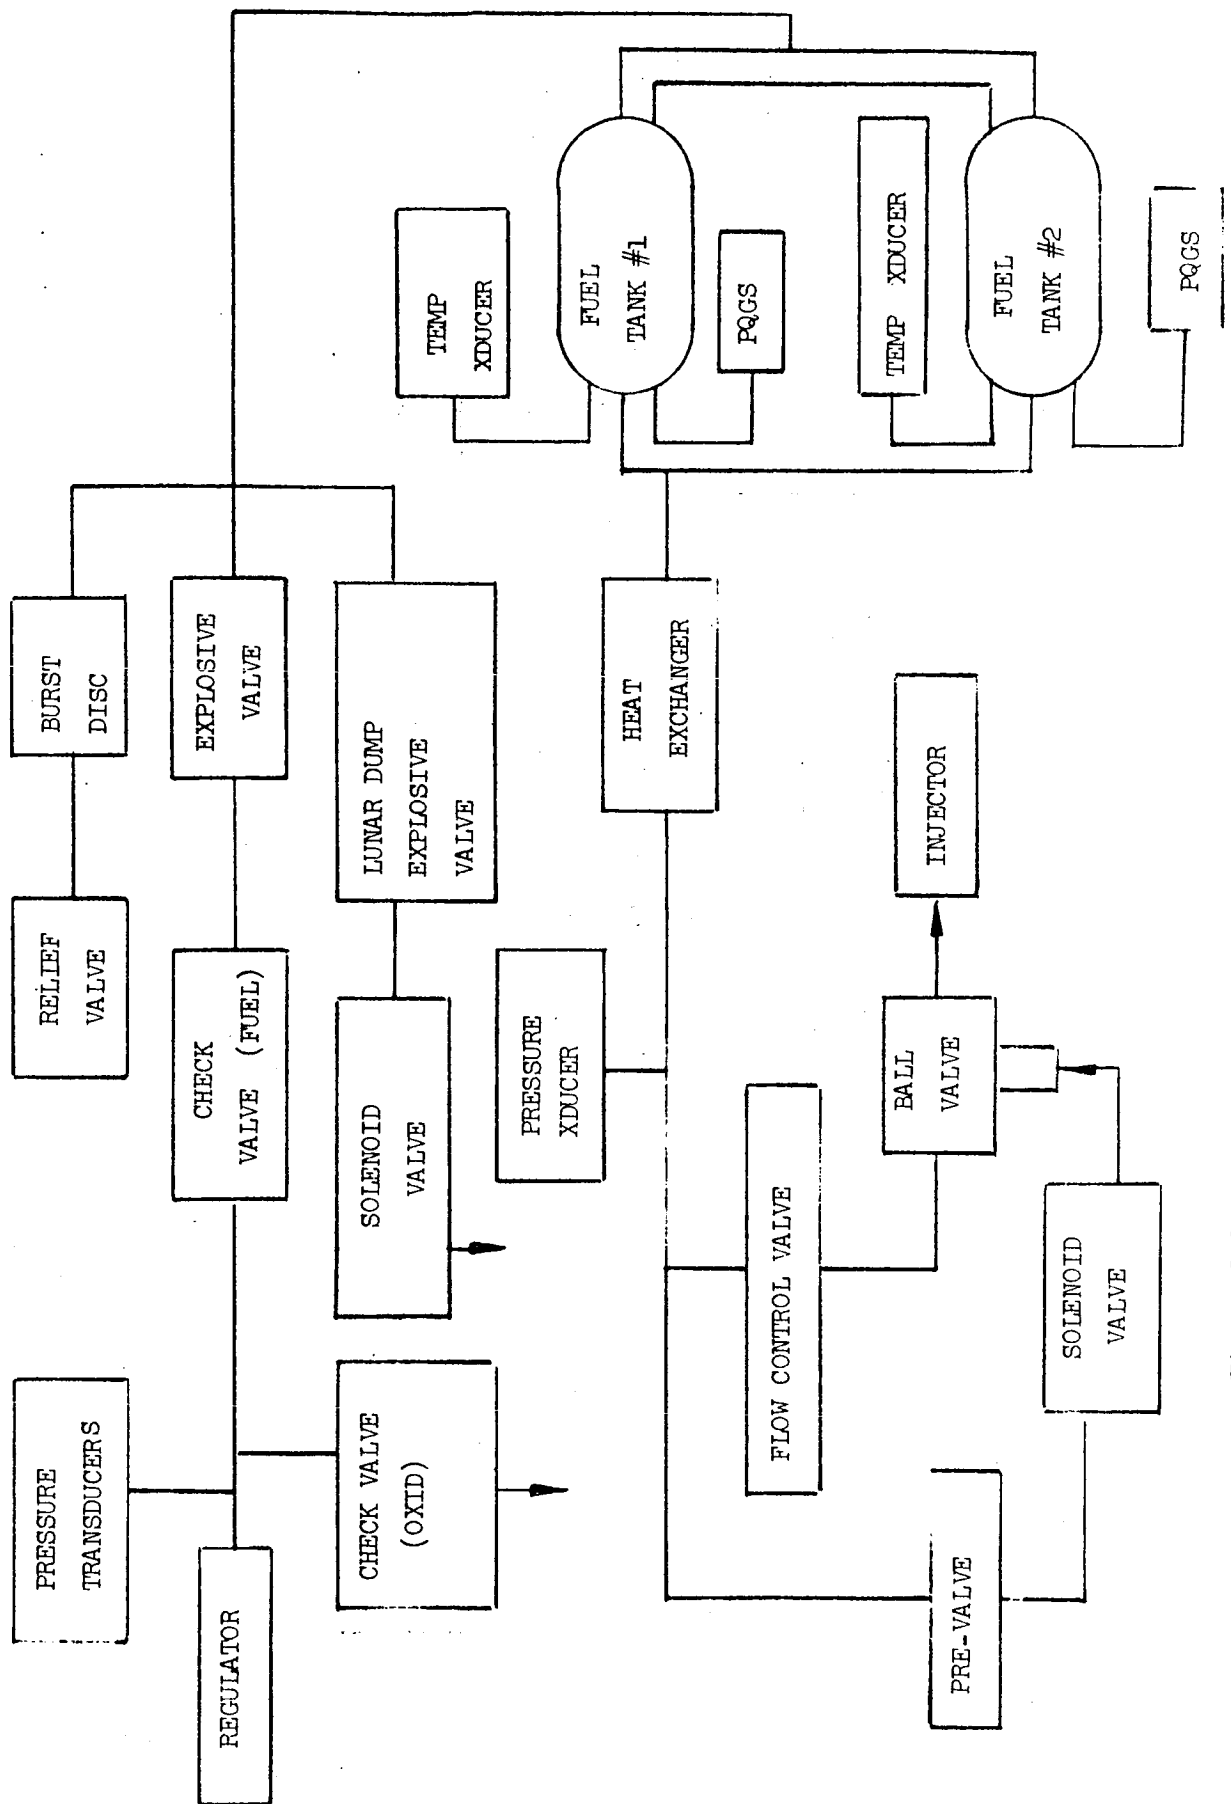 PRESSURE
TRANSDUCERS
RELIEF
VALVE
BURST
DISC
REGULATOR
CHECK
VALVE (FUEL)
EXPLOSIVE
VALVE
CHECK VALVE
(OXID)
SOLENOID
VALVE
LUNAR DUMP
EXPLOSIVE
VALVE
TEMP
XDUCER
PRESSURE
XDUCER
HEAT
EXCHANGER
FUEL
TANK #1
PQGS
FLOW CONTROL VALVE
TEMP XDUCER
BALL
VALVE
INJECTOR
PRE-VALVE
FUEL
TANK #2
SOLENOID
VALVE
PQGS